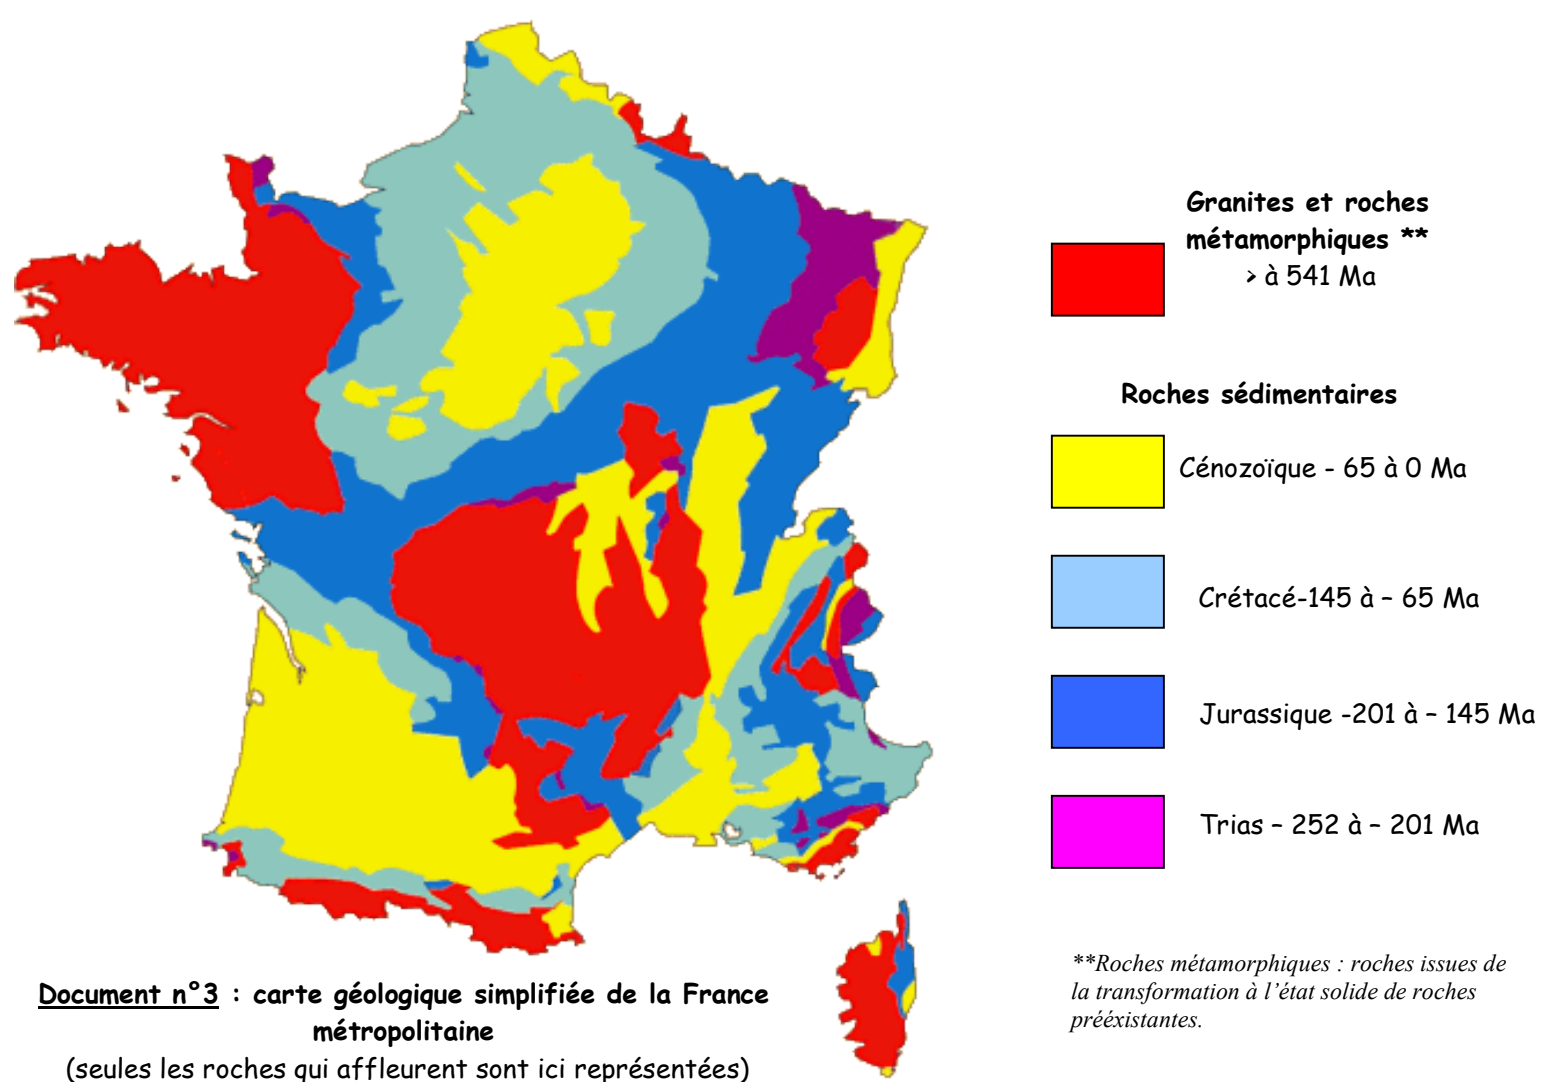 Granites et roches
métamorphiques **
> à 541 Ma
Roches sédimentaires
Cénozoïque - 65 à 0 Ma
Crétacé-145 à – 65 Ma
Jurassique -201 à – 145 Ma
Trias – 252 à – 201 Ma
**Roches métamorphiques : roches issues de
la transformation à l’état solide de roches
prééxistantes.
Document n°3 : carte géologique simplifiée de la France
métropolitaine
(seules les roches qui affleurent sont ici représentées)